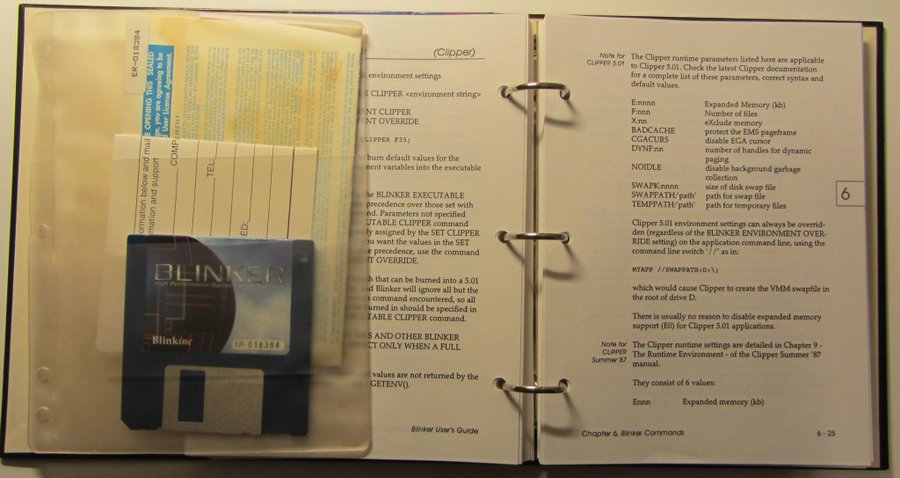 ER-018384
E OPENING THIS SEALED
ge, you are agreeing to be
User License Agreement.
ormation below and mail
rmation and support
COMP
MENT
TEL
ED:
BLINKER
High Performance Dy
Blinkinc
ER-018384
(Clipper)
environment settings
LE CLIPPER <environment string>
NT CLIPPER
NT OVERRIDE
LIPPER F35;
burn default values for the
ment variables into the executable
he BLINKER EXECUTABLE
precedence over those set with
nd. Parameters not specified
UTABLE CLIPPER command
ly assigned by the SET CLIPPER
ou want the values in the SET
e precedence, use the command
NT OVERRIDE.
h that can be burned into a 5.01
nd Blinker will ignore all but the
s command encountered, so all
burned in should be specified in
TABLE CLIPPER command.
S AND OTHER BLINKER
CT ONLY WHEN A FULL
t values are not returned by the
GETENV().
Blinker User's Guide
Note for
CLIPPER 5.01
The Clipper runtime parameters listed here are applicable
to Clipper 5.01. Check the latest Clipper documentation
for a complete list of these parameters, correct syntax and
default values.
E:nnnn Expanded Memory (kb)
F:nnn Number of files
X:nn eXclude memory
BADCACHE protect the EMS pageframe
CGACURS disable EGA cursor
DYNF:nn number of handles for dynamic
paging
NOIDLE disable background garbage
collection
SWAPK:nnnn size of disk swap file
SWAPPATH:'path' path for swap file
TEMPPATH:'path' path for temporary files
6
Clipper 5.01 environment settings can always be overrid-
den (regardless of the BLINKER ENVIRONMENT OVER-
RIDE setting) on the application command line, using the
command line switch '//' as in:
MYAPP //SWAPPATH:D:\;
which would cause Clipper to create the VMM swapfile in
the root of drive D.
There is usually no reason to disable expanded memory
support (E0) for Clipper 5.01 applications.
Note for
CLIPPER
Summer'87
The Clipper runtime settings are detailed in Chapter 9 -
The Runtime Environment - of the Clipper Summer '87
manual.
They consist of 6 values:
Ennn Expanded memory (kb)
Chapter 6, Blinker Commands 6 - 25